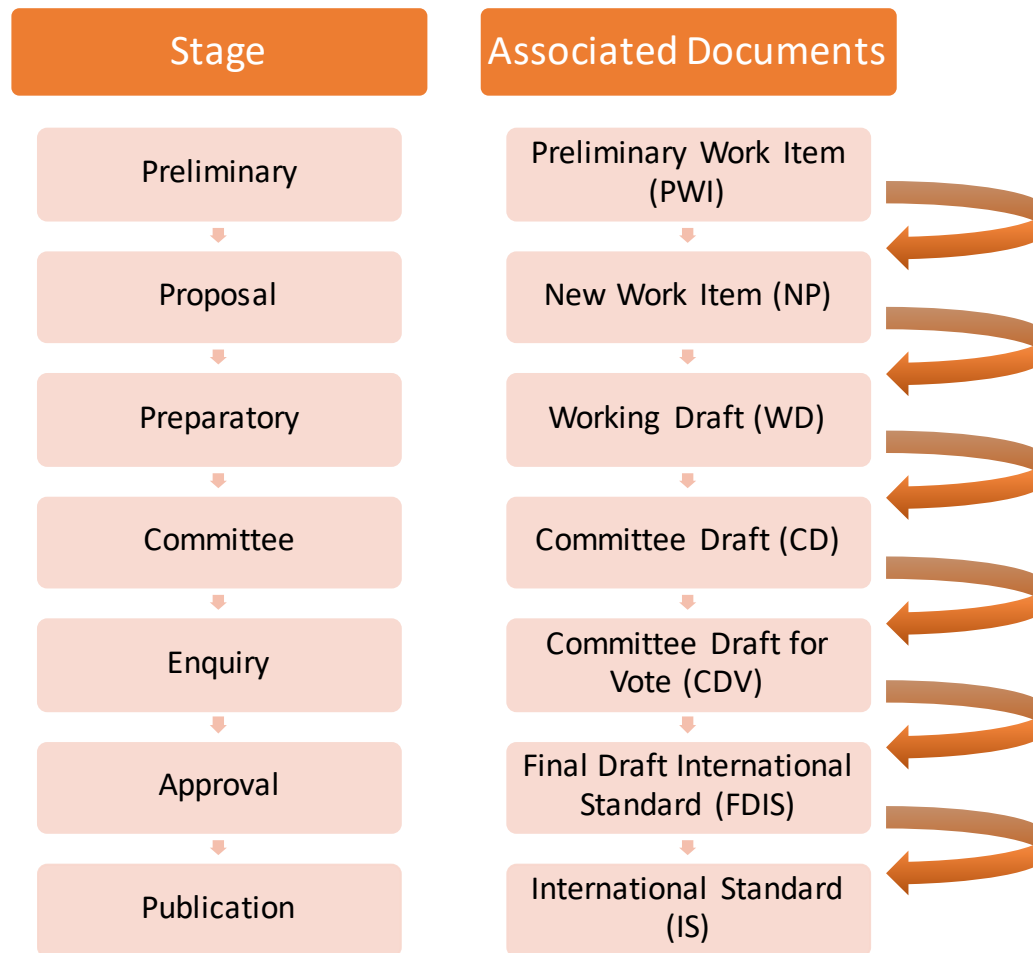 Stage
Associated Documents
Preliminary
Preliminary Work Item
(PWI)
Proposal
New Work Item (NP)
Preparatory
Working Draft (WD)
Committee
Committee Draft (CD)
Enquiry
Committee Draft for
Vote (CDV)
Approval
Final Draft International
Standard (FDIS)
Publication
International Standard
(IS)